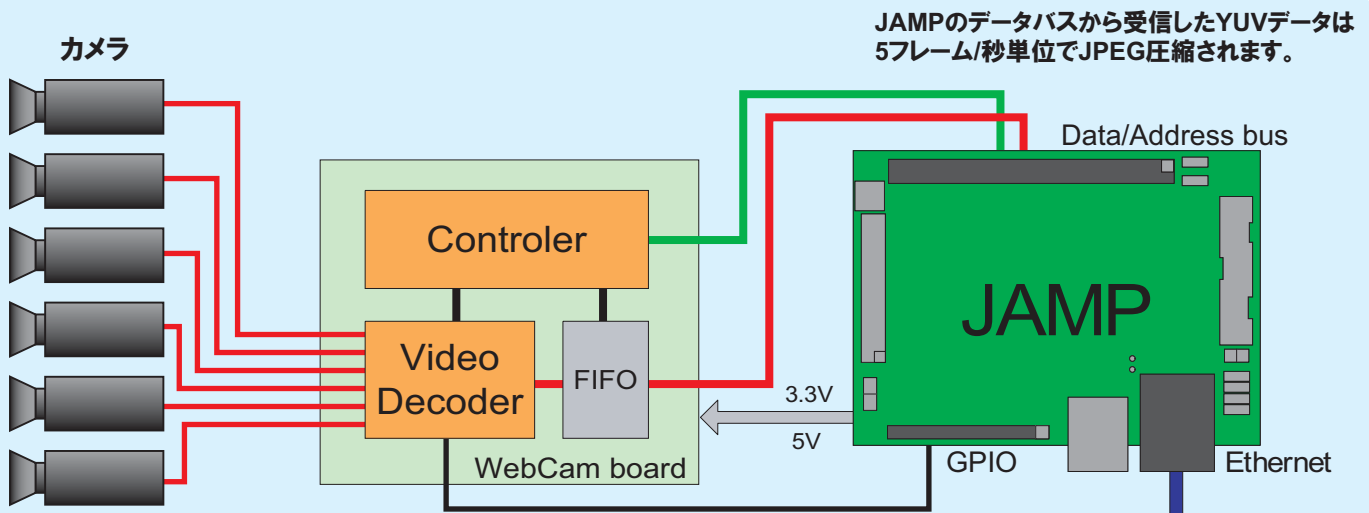 JAMPのデータバスから受信したYUVデータは
5フレーム/秒単位でJPEG圧縮されます。
カメラ
Data/Address bus
Controler
JAMP
Video
Decoder
FIFO
3.3V
5V
WebCam board
GPIO
Ethernet